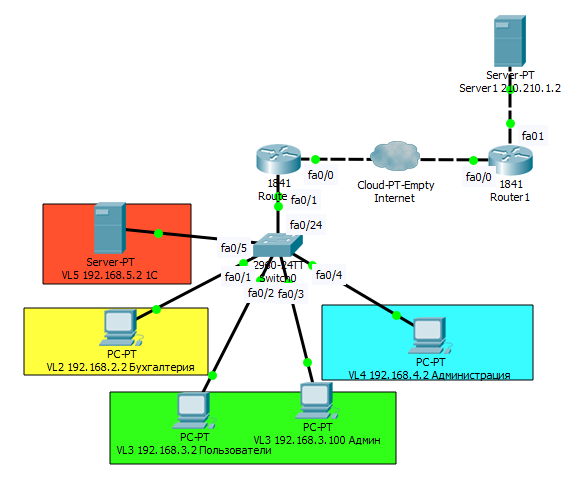 Server-PT
Server1 210.210.1.2
fa01
fa0/0
1841
Router1
Cloud-PT-Empty
Internet
fa0/0
1841
Route
fa0/1
fa0/24
2960-24TT
Switch0
fa0/5
fa0/1
fa0/2
fa0/3
fa0/4
Server-PT
VL5 192.168.5.2 1С
PC-PT
VL2 192.168.2.2 Бухгалтерия
PC-PT
VL4 192.168.4.2 Администрация
PC-PT
VL3 192.168.3.2 Пользователи
PC-PT
VL3 192.168.3.100 Админ